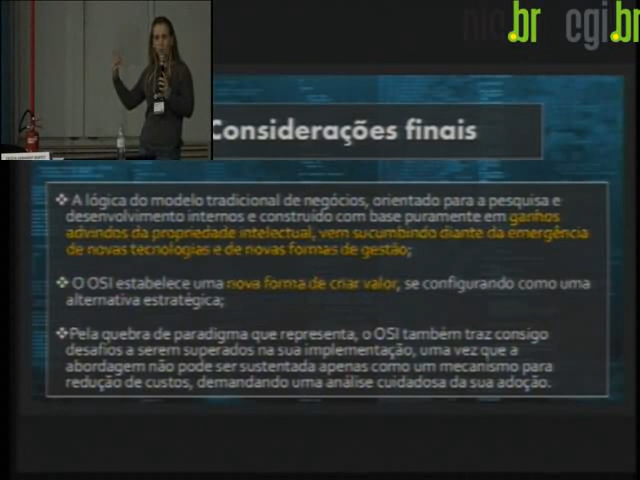 nic.br cgi.br
Considerações finais
❖ A lógica do modelo tradicional de negócios, orientado para a pesquisa e
desenvolvimento internos e construído com base puramente em ganhos
advindos da propriedade intelectual, vem sucumbindo diante da emergência
de novas tecnologias e de novas formas de gestão;
❖ O OSI estabelece uma nova forma de criar valor, se configurando como uma
alternativa estratégica;
❖Pela quebra de paradigma que representa, o OSI também traz consigo
desafios a serem superados na sua implementação, uma vez que a
abordagem não pode ser sustentada apenas como um mecanismo para
redução de custos, demandando uma análise cuidadosa da sua adoção.